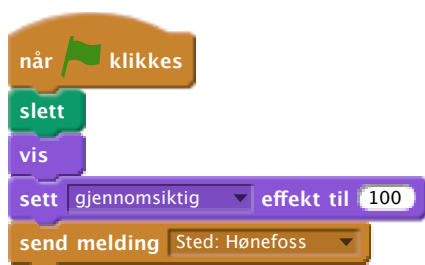 når klikkes
slett
vis
sett gjennomsiktig effekt til 100
send melding Sted: Hønefoss